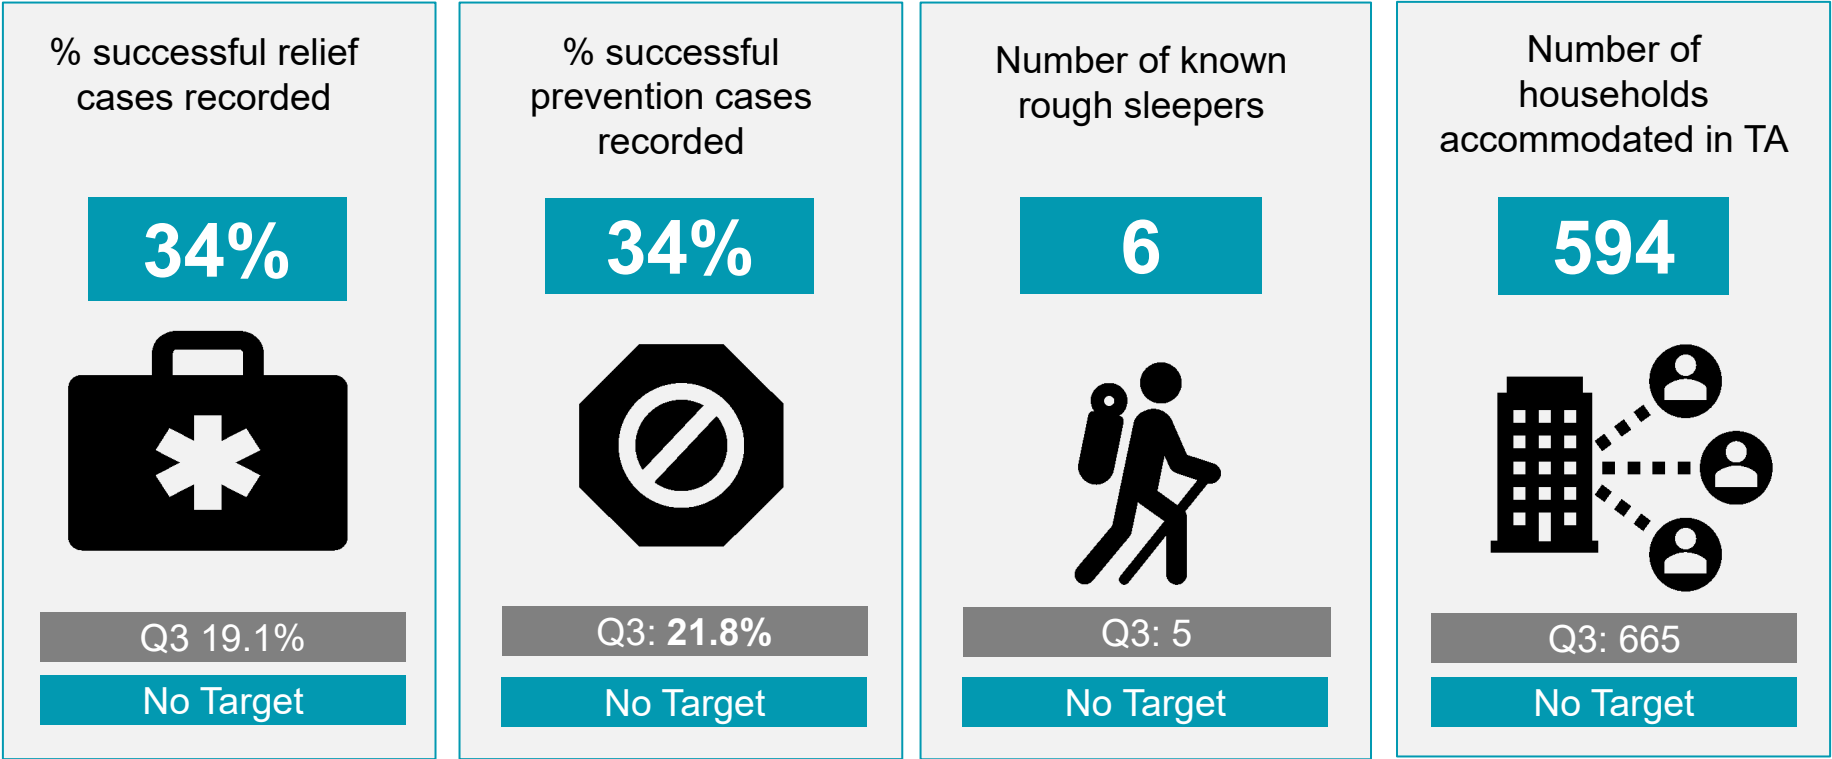 % successful relief
cases recorded
34%
Q3 19.1%
No Target
% successful
prevention cases
recorded
34%
Q3: 21.8%
No Target
Number of known
rough sleepers
6
Q3: 5
No Target
Number of
households
accommodated in TA
594
Q3: 665
No Target